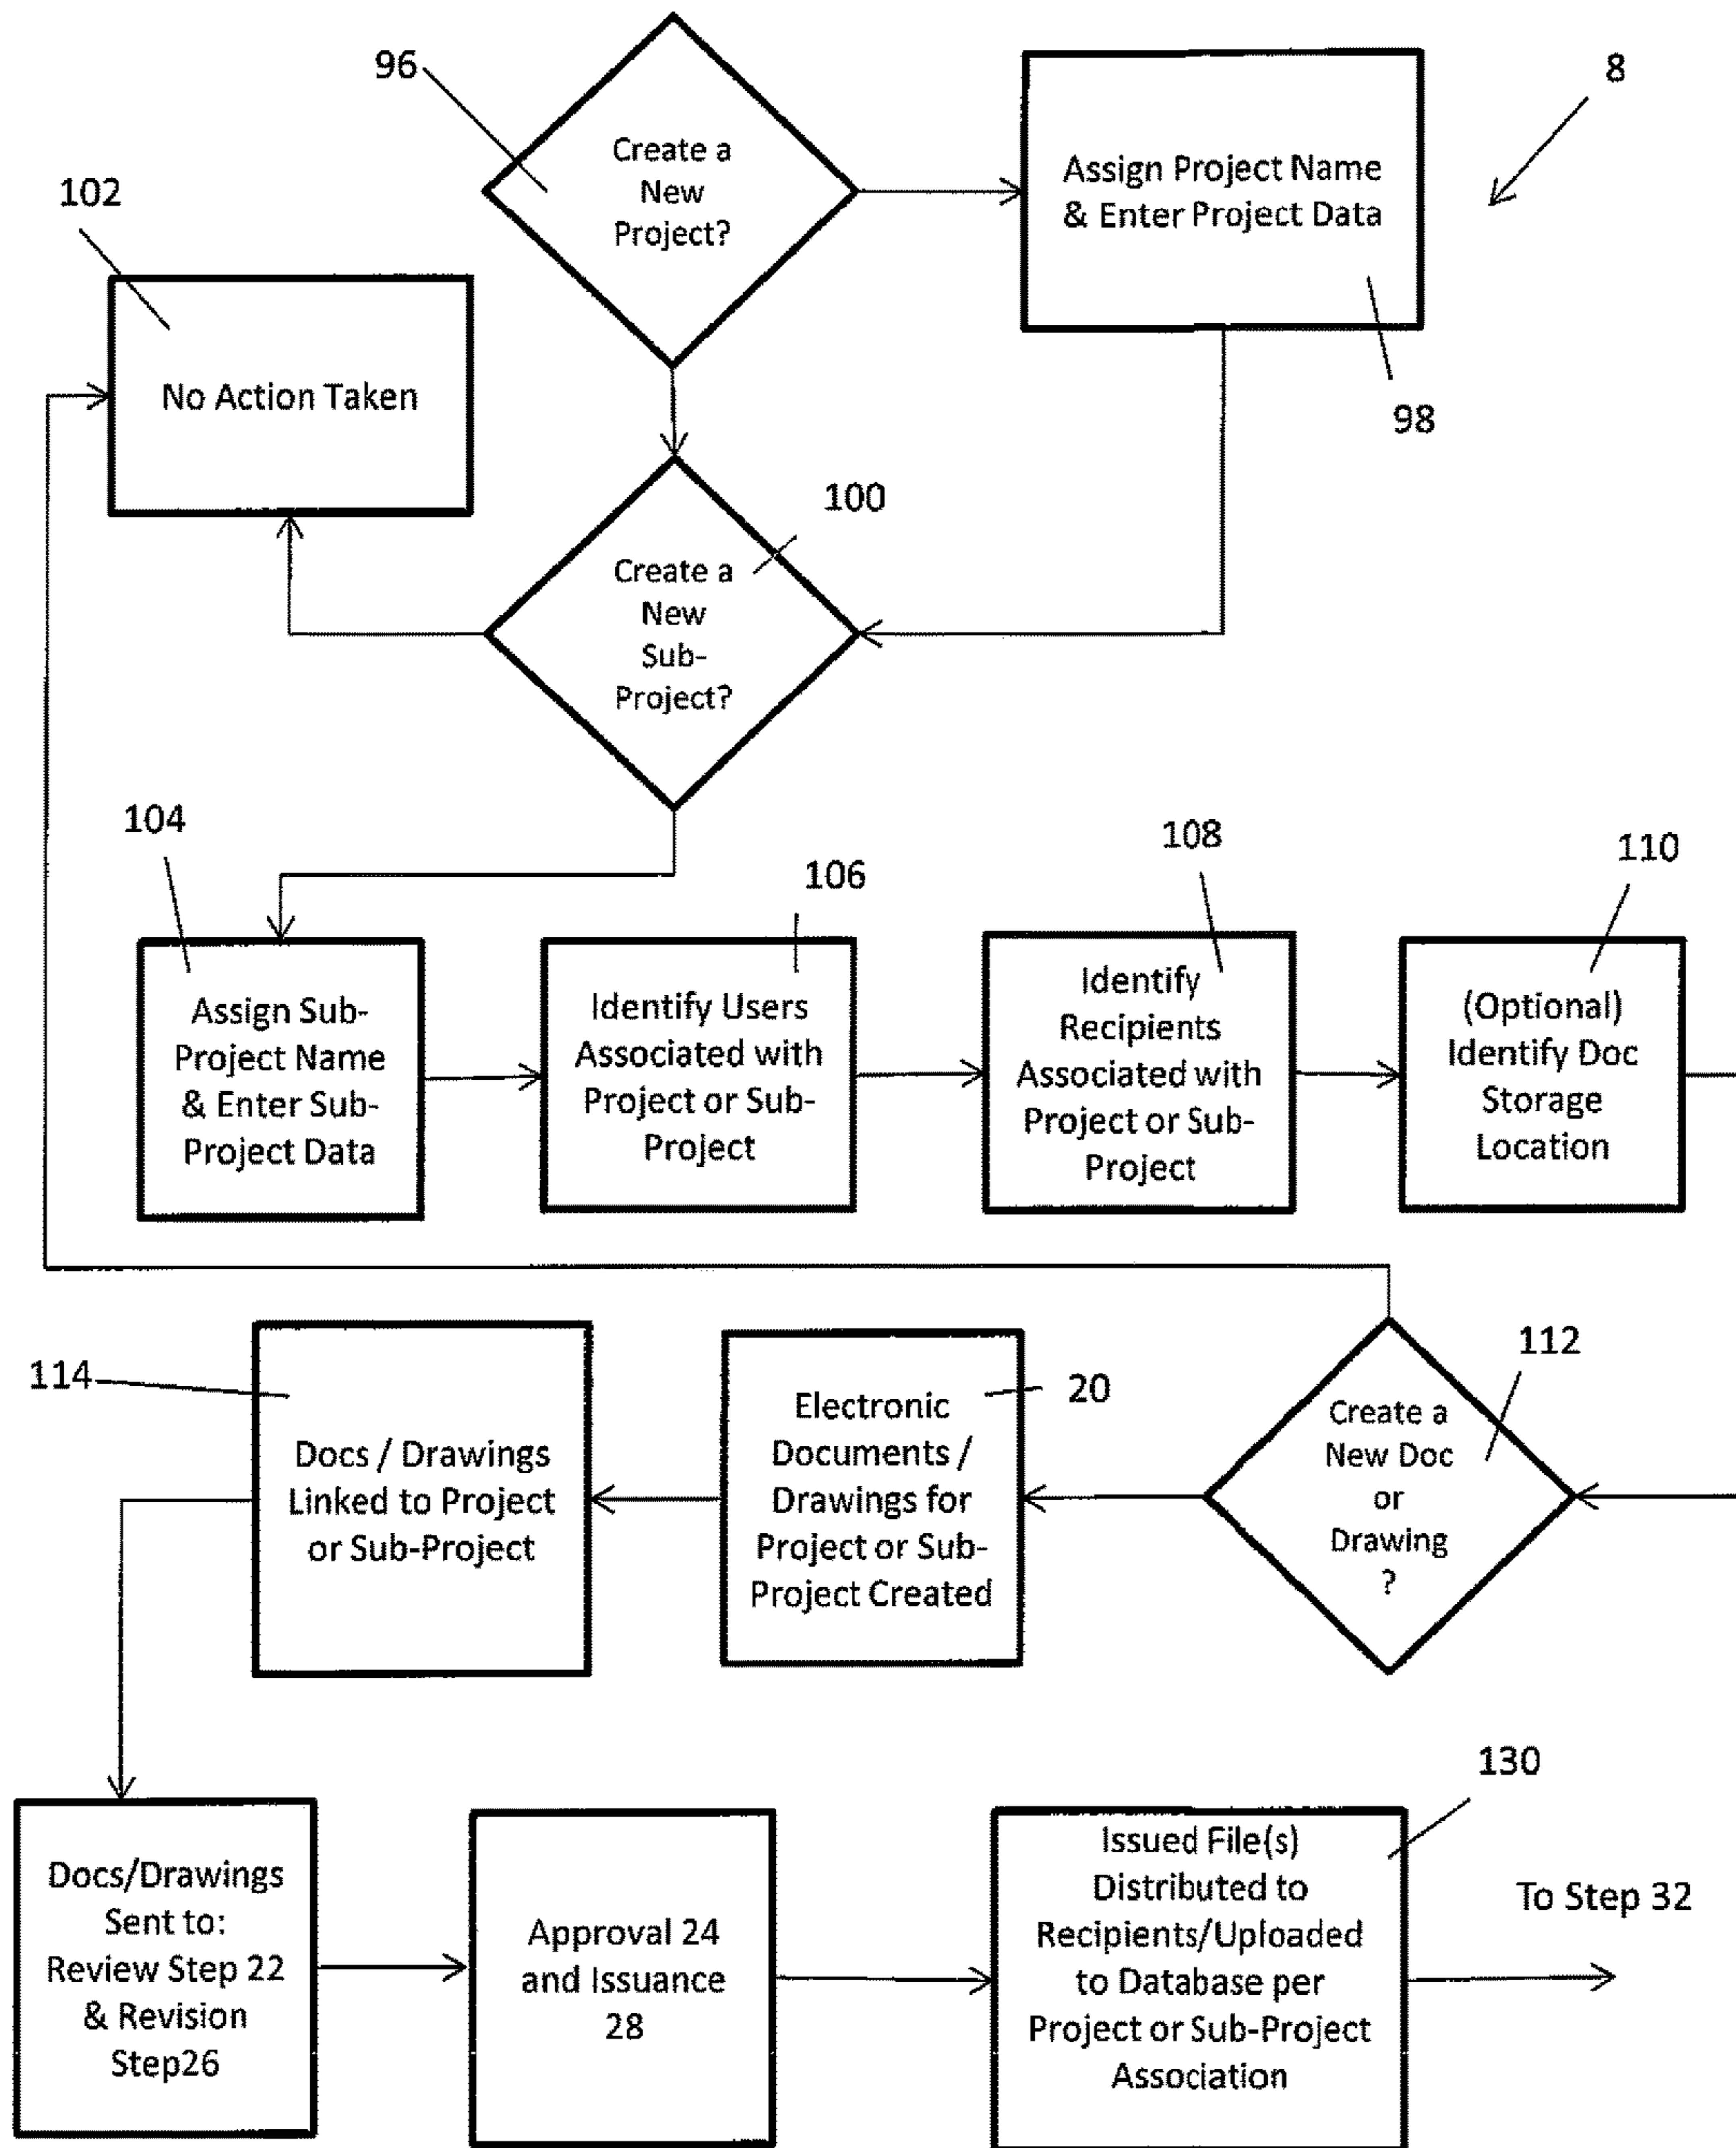 96
Create a
New
Project?
Assign Project Name
& Enter Project Data
8
98
102
No Action Taken
100
Create a
New
Sub-
Project?
104
Assign Sub-
Project Name
& Enter Sub-
Project Data
106
Identify Users
Associated with
Project or Sub-
Project
108
Identify
Recipients
Associated with
Project or Sub-
Project
110
(Optional)
Identify Doc
Storage
Location
112
Create a
New Doc
or
Drawing
?
20
Electronic
Documents /
Drawings for
Project or Sub-
Project Created
114
Docs / Drawings
Linked to Project
or Sub-Project
Docs/Drawings
Sent to:
Review Step 22
& Revision
Step26
Approval 24
and Issuance
28
130
Issued File(s)
Distributed to
Recipients/Uploaded
to Database per
Project or Sub-Project
Association
To Step 32